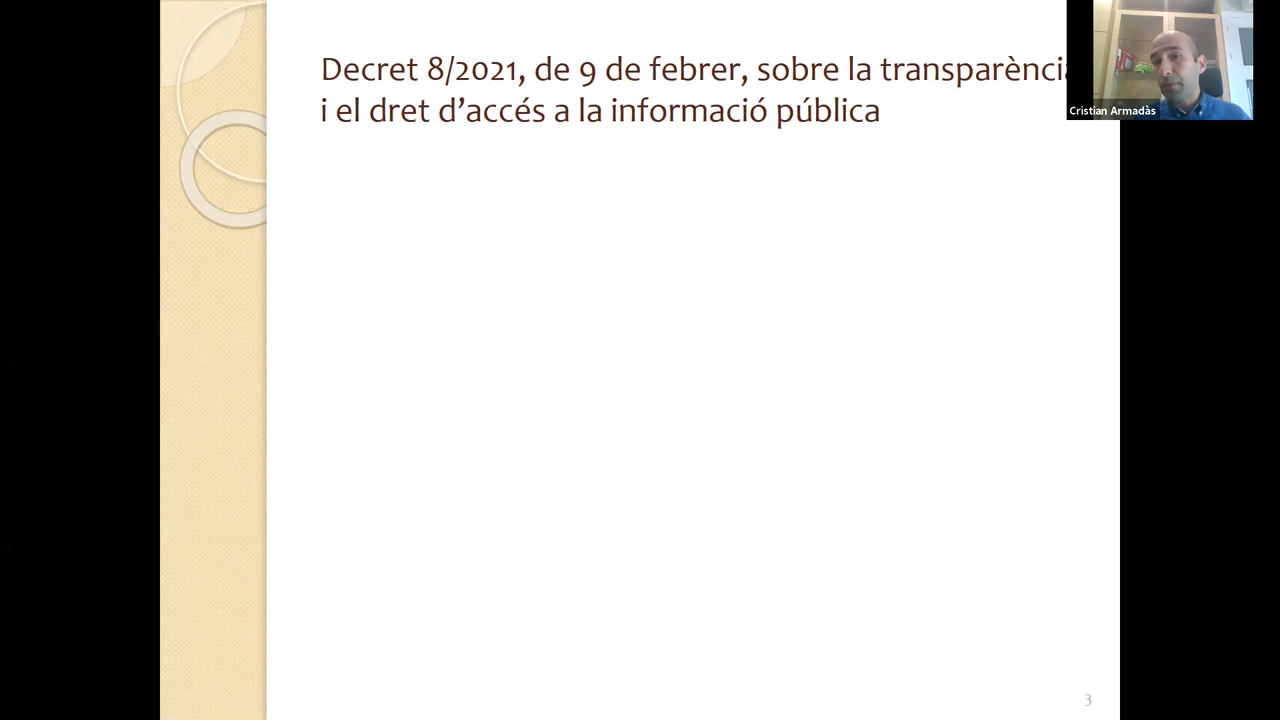 Decret 8/2021, de 9 de febrer, sobre la transparència
i el dret d’accés a la informació pública
Cristian Armadàs
3